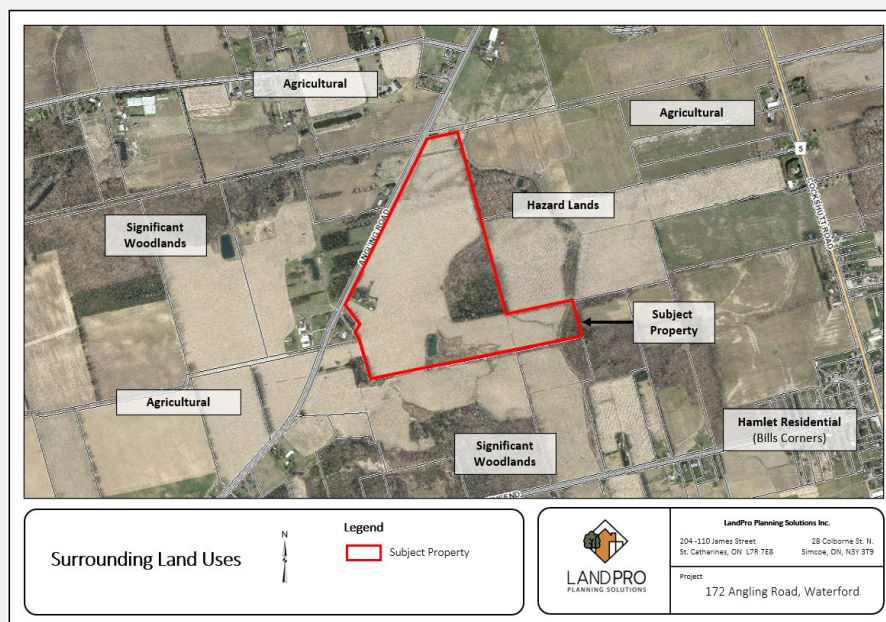 Agricultural
Agricultural
5
COCKSHUTT ROAD
Hazard Lands
ANGLING ROAD
Significant
Woodlands
Subject
Property
Agricultural
Hamlet Residential
(Bills Corners)
Significant
Woodlands
Surrounding Land Uses
N
Legend
Subject Property
LANDPRO
PLANNING SOLUTIONS
LandPro Planning Solutions Inc.
204 -110 James Street
St. Catharines, ON L7R 7E8
28 Colborne St. N.
Simcoe, ON, N3Y 3T9
Project
172 Angling Road, Waterford